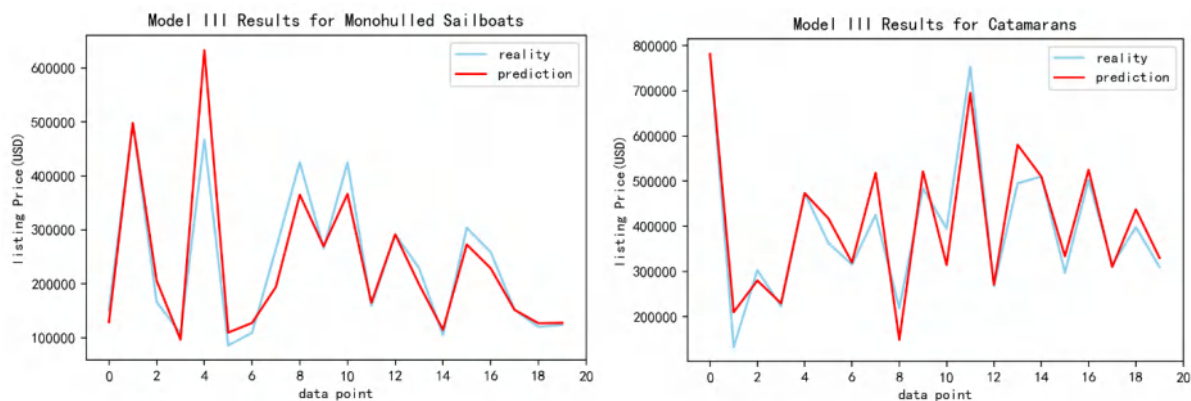 Model III Results for Monohulled Sailboats
reality
prediction
listing Price(USD)
600000
500000
400000
300000
200000
100000
0 2 4 6 8 10 12 14 16 18 20
data point
Model III Results for Catamarans
reality
prediction
listing Price(USD)
800000
700000
600000
500000
400000
300000
200000
0 2 4 6 8 10 12 14 16 18 20
data point